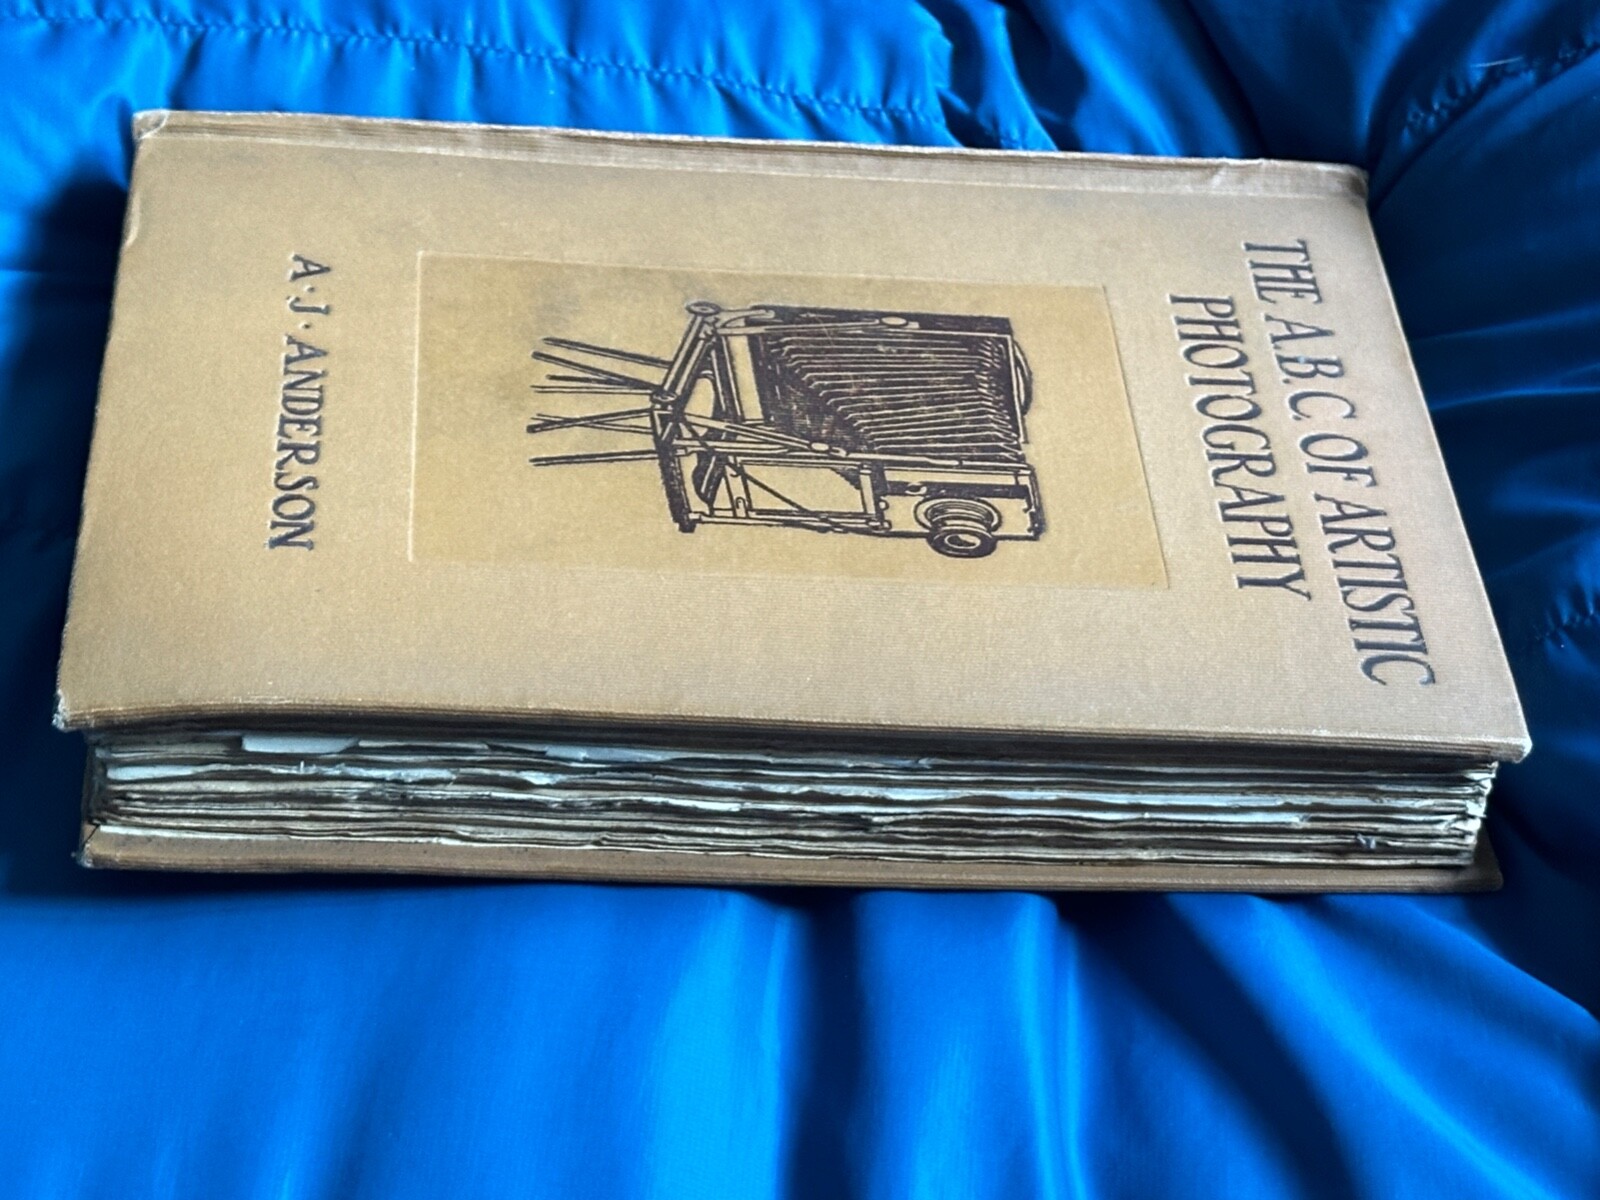 THE A.B.C. OF ARTISTIC
PHOTOGRAPHY
A·J·ANDERSON